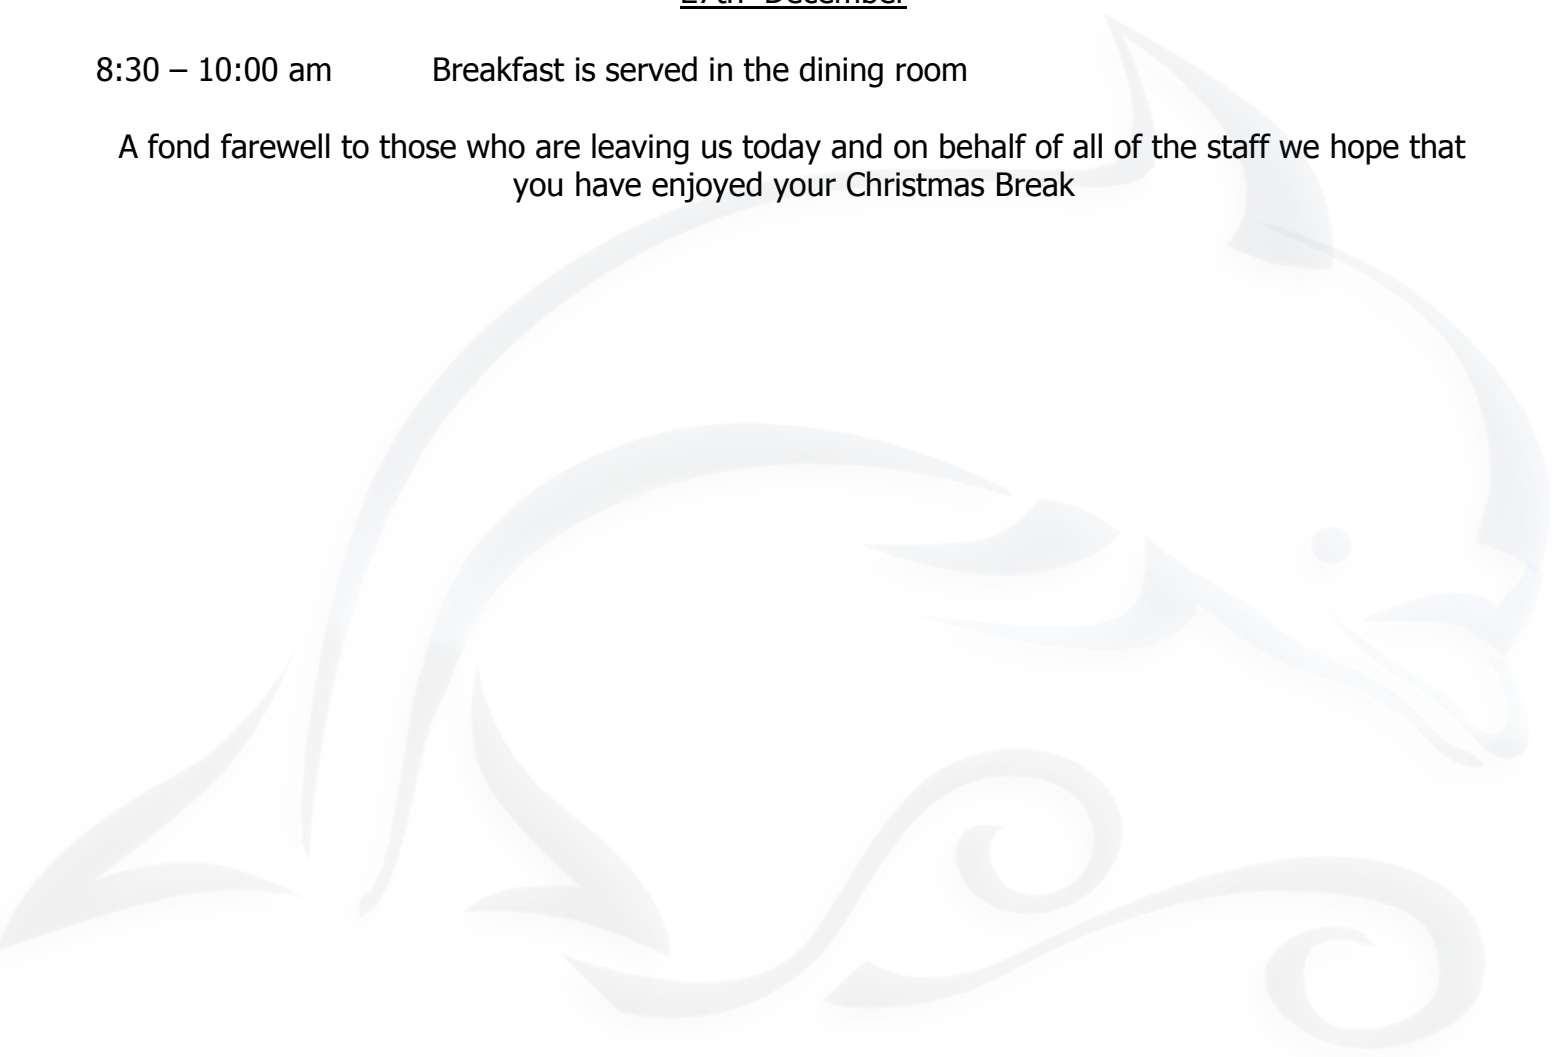 27th December
8:30 – 10:00 am Breakfast is served in the dining room
A fond farewell to those who are leaving us today and on behalf of all of the staff we hope that
you have enjoyed your Christmas Break